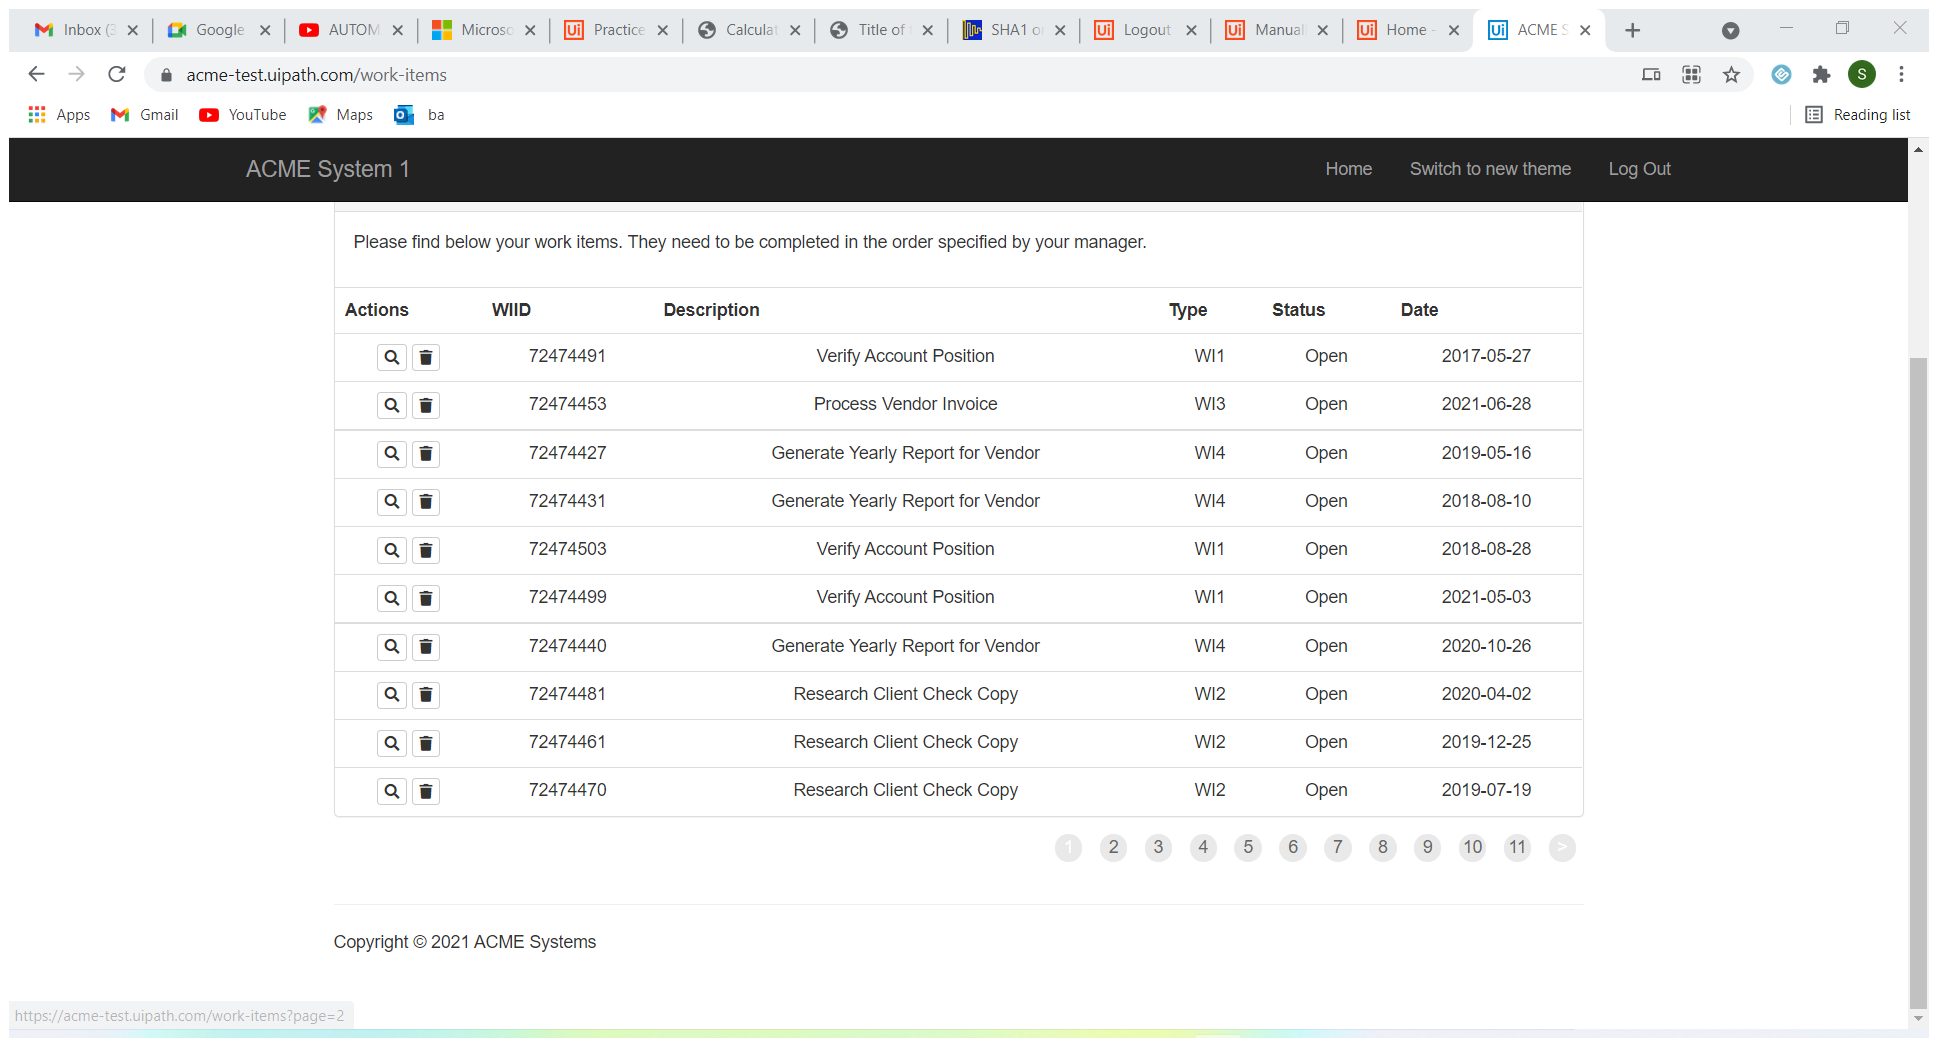 Inbox (3 Google AUTOM Microso Practice Calculat Title of SHA1 o Logout Manual Home - ACME S
acme-test.uipath.com/work-items S
Apps Gmail YouTube Maps ba Reading list
ACME System 1 Home Switch to new theme Log Out
Please find below your work items. They need to be completed in the order specified by your manager.
Actions WIID Description Type Status Date
72474491 Verify Account Position WI1 Open 2017-05-27
72474453 Process Vendor Invoice WI3 Open 2021-06-28
72474427 Generate Yearly Report for Vendor WI4 Open 2019-05-16
72474431 Generate Yearly Report for Vendor WI4 Open 2018-08-10
72474503 Verify Account Position WI1 Open 2018-08-28
72474499 Verify Account Position WI1 Open 2021-05-03
72474440 Generate Yearly Report for Vendor WI4 Open 2020-10-26
72474481 Research Client Check Copy WI2 Open 2020-04-02
72474461 Research Client Check Copy WI2 Open 2019-12-25
72474470 Research Client Check Copy WI2 Open 2019-07-19
1 2 3 4 5 6 7 8 9 10 11 >
Copyright © 2021 ACME Systems
https://acme-test.uipath.com/work-items?page=2